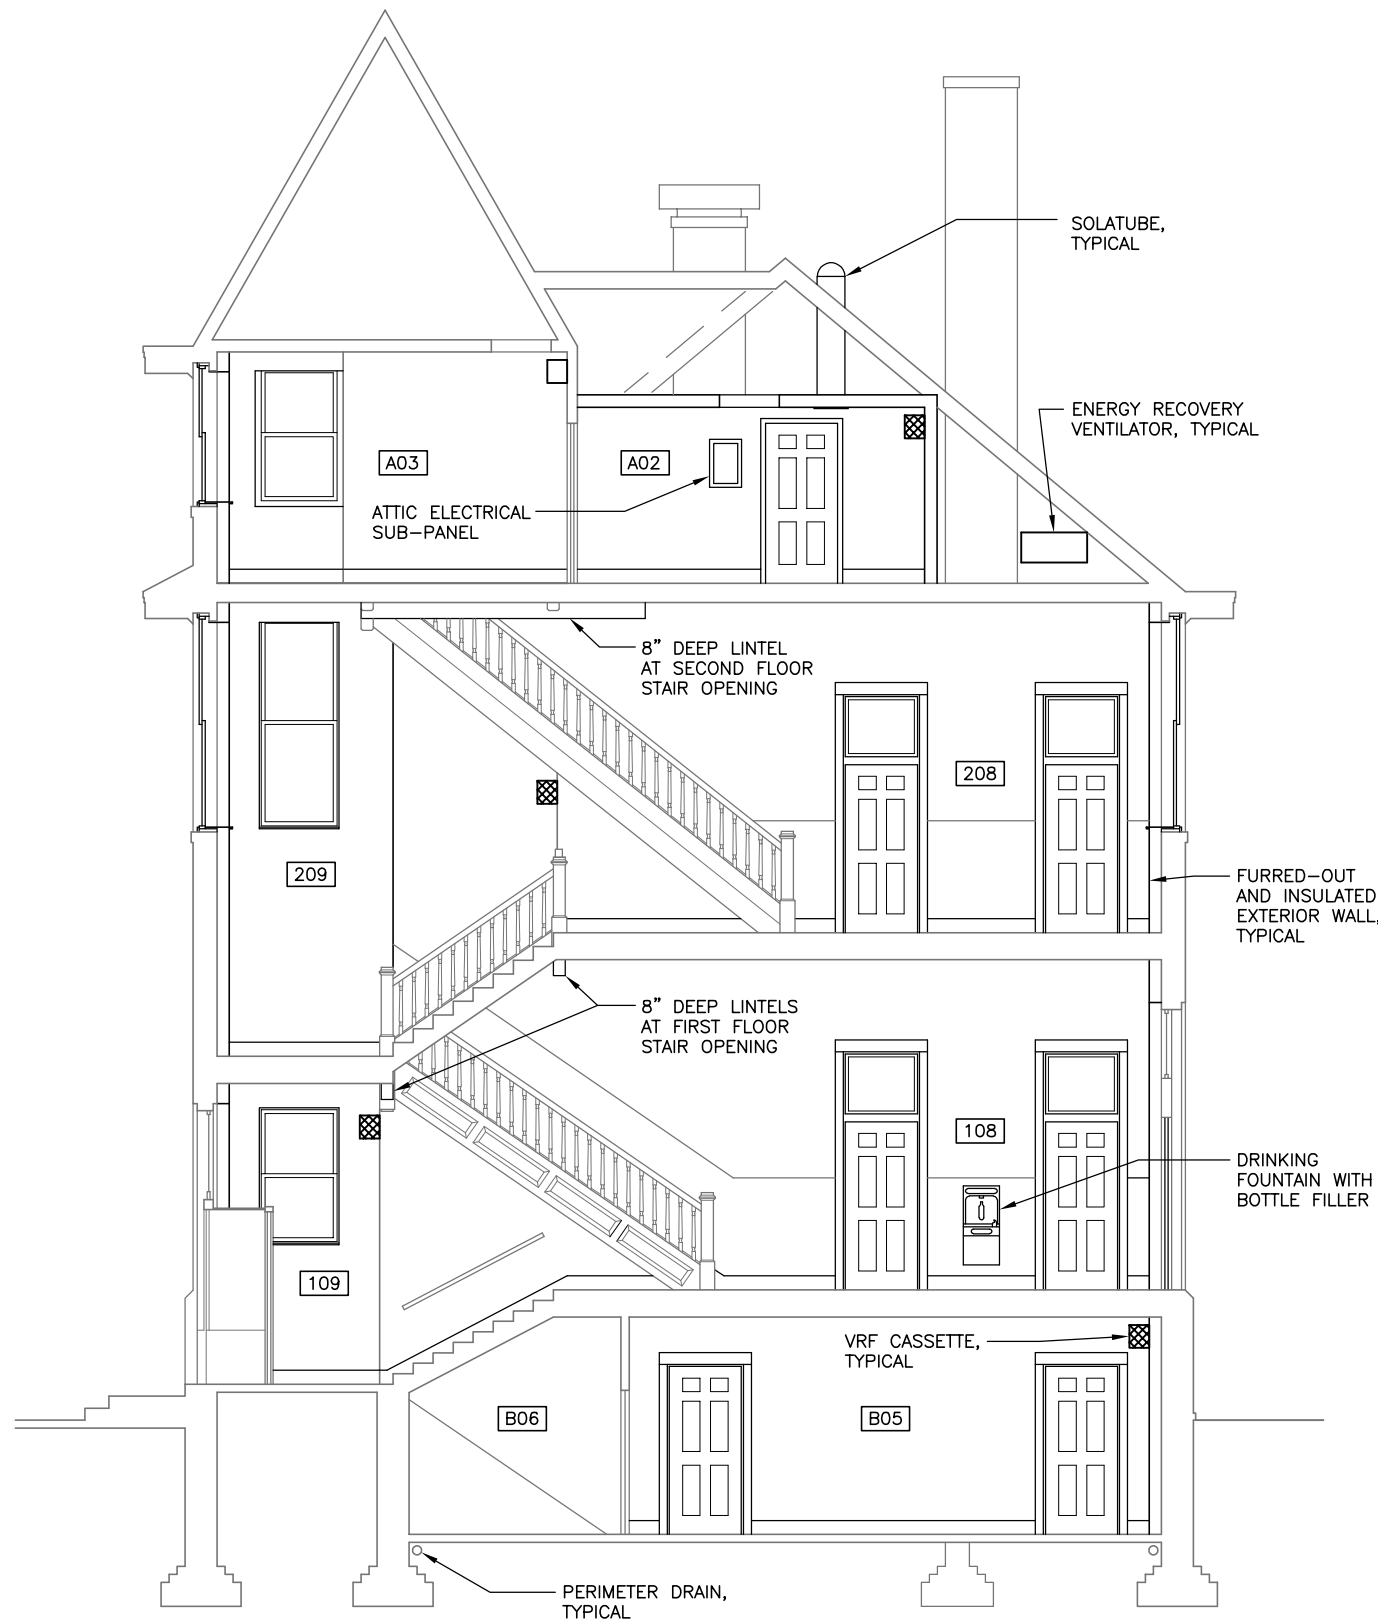 SOLATUBE,
TYPICAL
ENERGY RECOVERY
VENTILATOR, TYPICAL
A03
A02
ATTIC ELECTRICAL
SUB-PANEL
8" DEEP LINTEL
AT SECOND FLOOR
STAIR OPENING
208
209
FURRED-OUT
AND INSULATED
EXTERIOR WALL,
TYPICAL
8" DEEP LINTELS
AT FIRST FLOOR
STAIR OPENING
108
DRINKING
FOUNTAIN WITH
BOTTLE FILLER
109
VRF CASSETTE,
TYPICAL
B06
B05
PERIMETER DRAIN,
TYPICAL